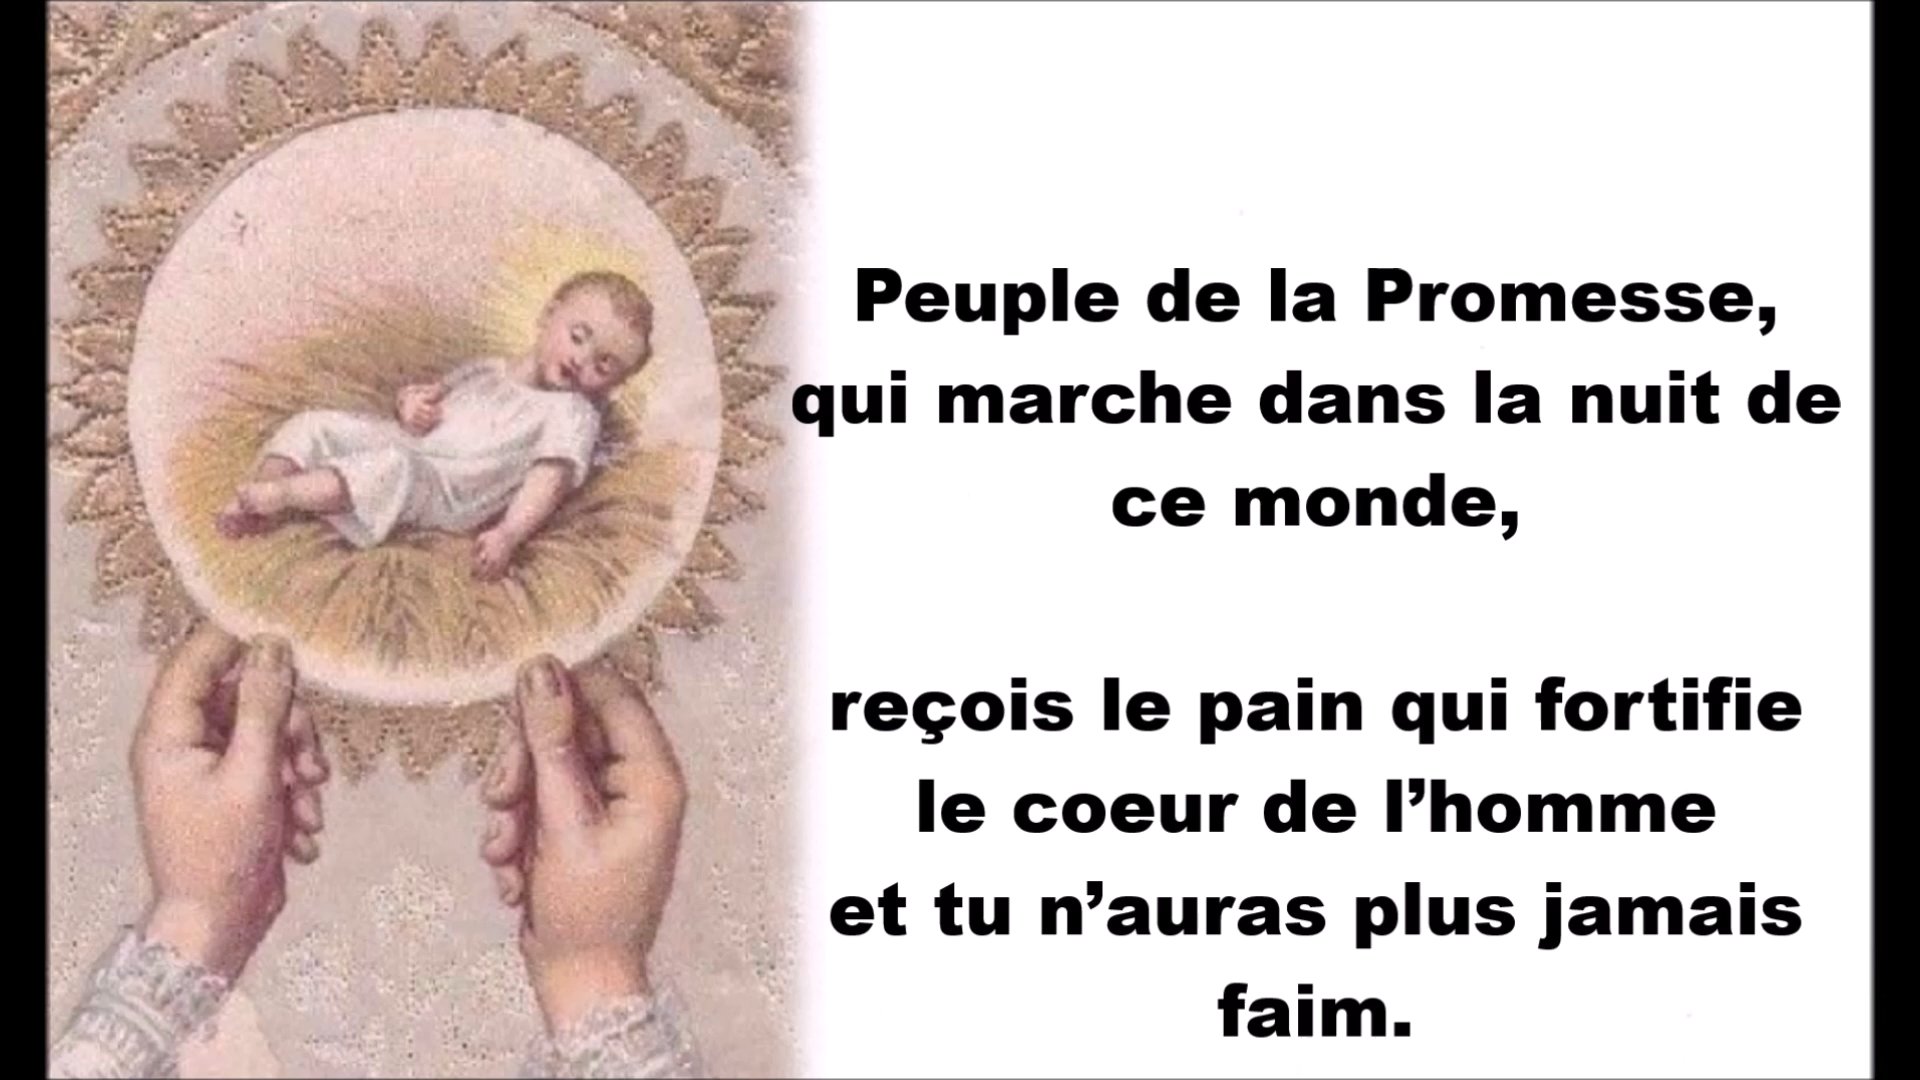 Peuple de la Promesse,
qui marche dans la nuit de
ce monde,
reçois le pain qui fortifie
le coeur de l’homme
et tu n’auras plus jamais
faim.